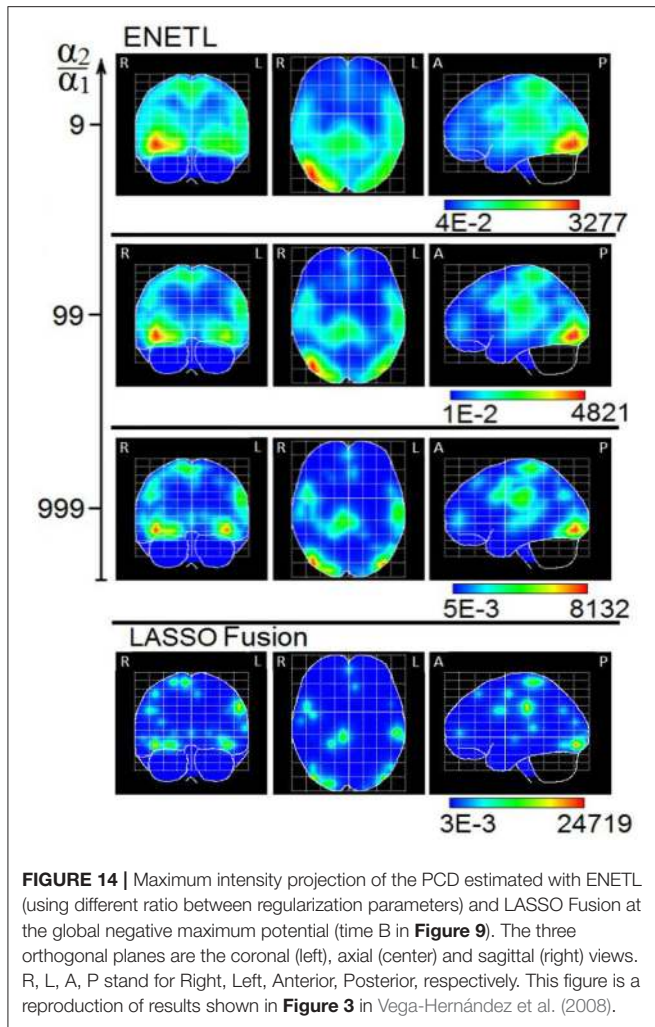 ENETL
α2
α1
R L
R L
A P
9
4E-2 3277
R L
R L
A P
99
1E-2 4821
R L
R L
A P
999
5E-3 8132
LASSO Fusion
R L
R L
A P
3E-3 24719
FIGURE 14 | Maximum intensity projection of the PCD estimated with ENETL
(using different ratio between regularization parameters) and LASSO Fusion at
the global negative maximum potential (time B in Figure 9). The three
orthogonal planes are the coronal (left), axial (center) and sagittal (right) views.
R, L, A, P stand for Right, Left, Anterior, Posterior, respectively. This figure is a
reproduction of results shown in Figure 3 in Vega-Hernández et al. (2008).